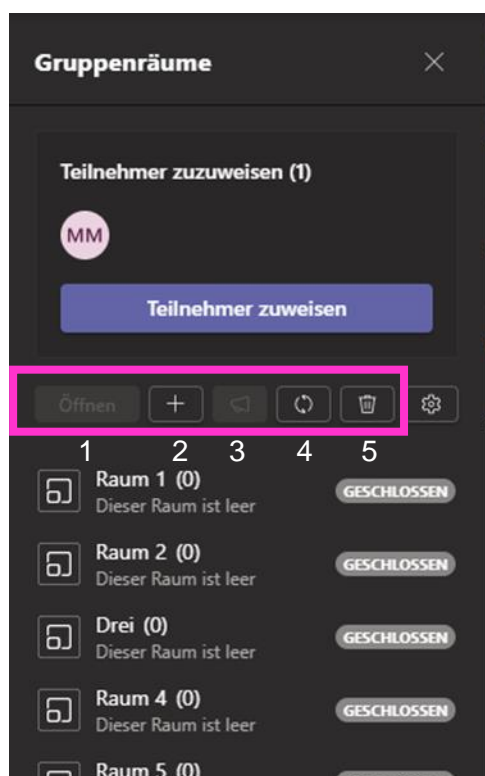 Gruppenräume
Teilnehmer zuzuweisen (1)
MM
Teilnehmer zuweisen
Öffnen
1 2 3 4 5
Raum 1 (0)
GESCHLOSSEN
Dieser Raum ist leer
Raum 2 (0)
GESCHLOSSEN
Dieser Raum ist leer
Drei (0)
GESCHLOSSEN
Dieser Raum ist leer
Raum 4 (0)
GESCHLOSSEN
Dieser Raum ist leer
Raum 5 (0)